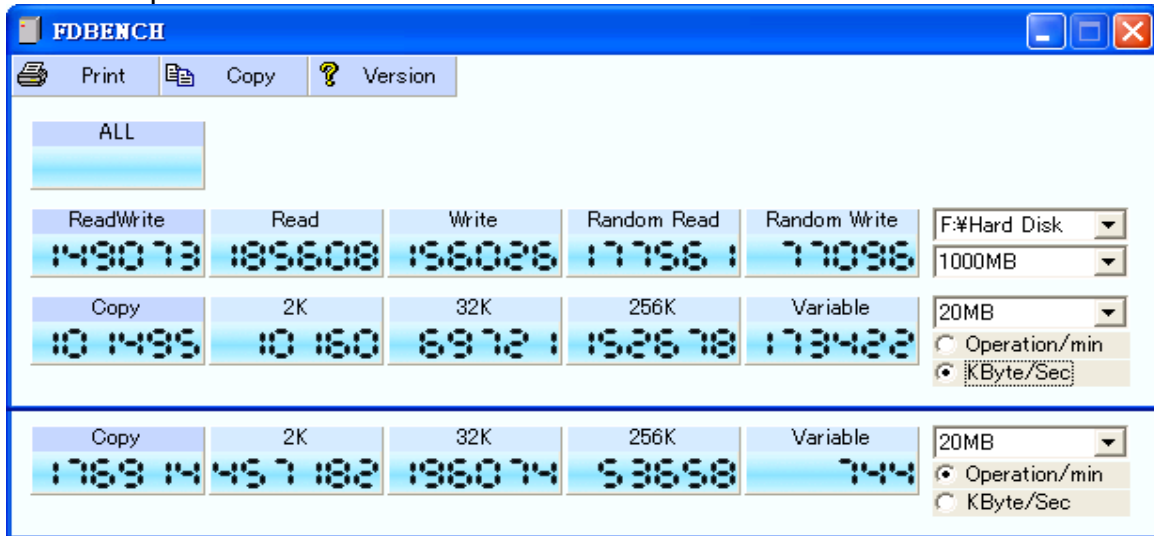 FDBENCH
Print Copy Version
ALL
ReadWrite Read Write Random Read Random Write F:¥Hard Disk
149073 185608 156026 177561 77096 1000MB
Copy 2K 32K 256K Variable 20MB
101495 10160 69721 152678 173422 Operation/min
KByte/Sec
Copy 2K 32K 256K Variable 20MB
176914 457182 196074 53658 744 Operation/min
KByte/Sec